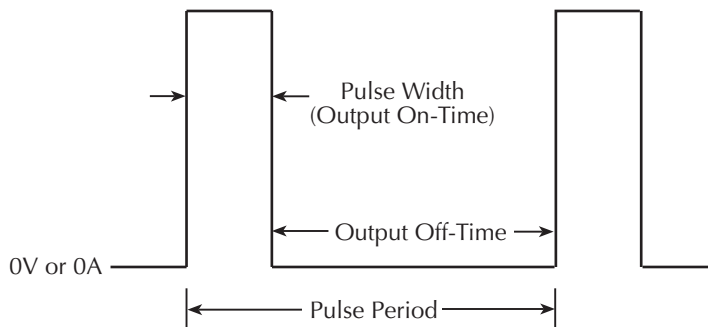 Pulse Width
(Output On-Time)
Output Off-Time
0V or 0A
Pulse Period